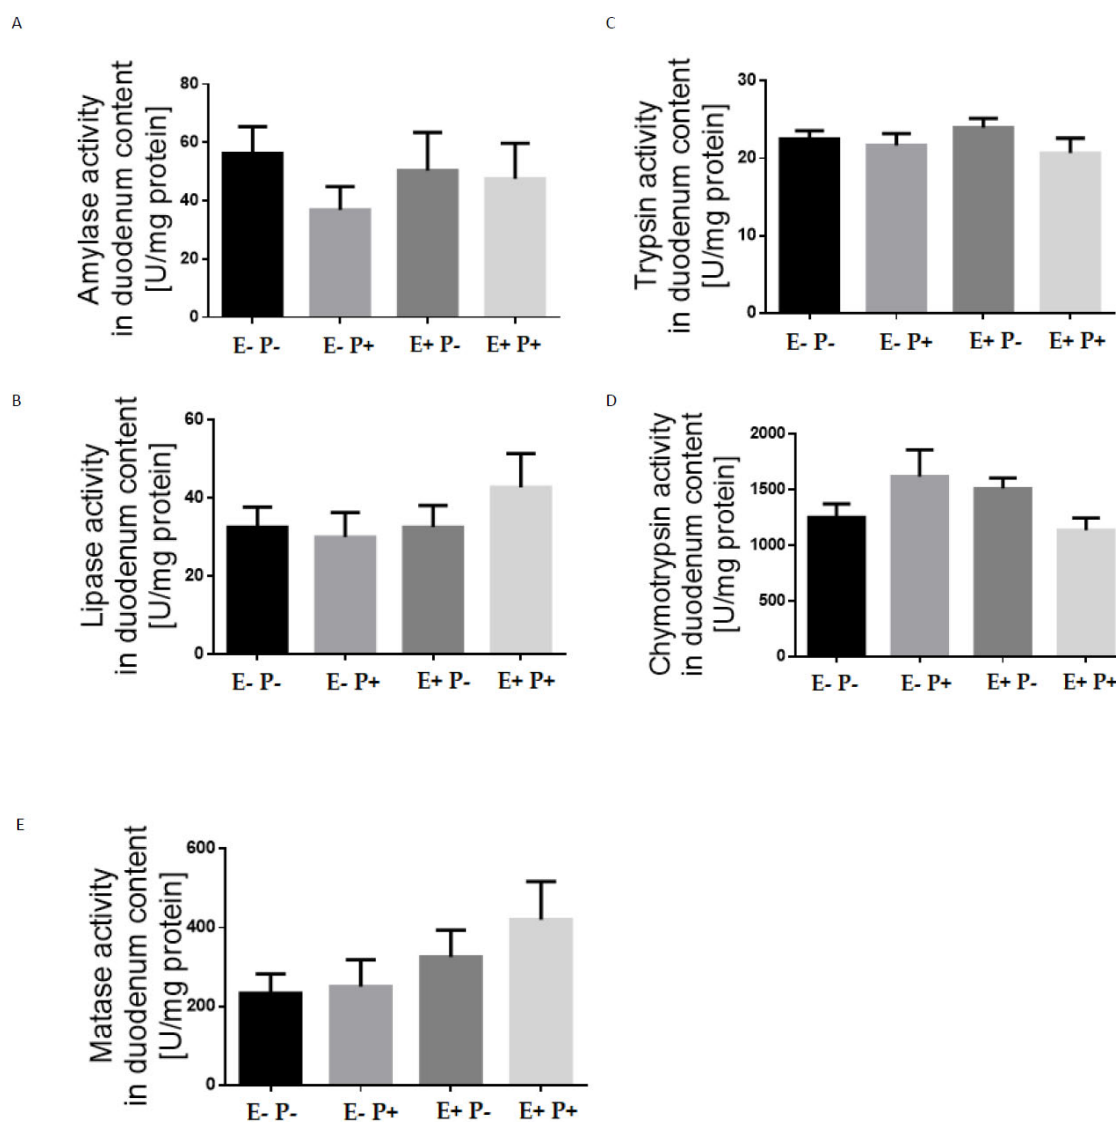 A
Amylase activity
in duodenum content
[U/mg protein]
80
60
40
20
0
E- P- E- P+ E+ P- E+ P+
C
Trypsin activity
in duodenum content
[U/mg protein]
30
20
10
0
E- P- E- P+ E+ P- E+ P+
B
Lipase activity
in duodenum content
[U/mg protein]
60
40
20
0
E- P- E- P+ E+ P- E+ P+
D
Chymotrypsin activity
in duodenum content
[U/mg protein]
2000
1500
1000
500
0
E- P- E- P+ E+ P- E+ P+
E
Matase activity
in duodenum content
[U/mg protein]
600
400
200
0
E- P- E- P+ E+ P- E+ P+